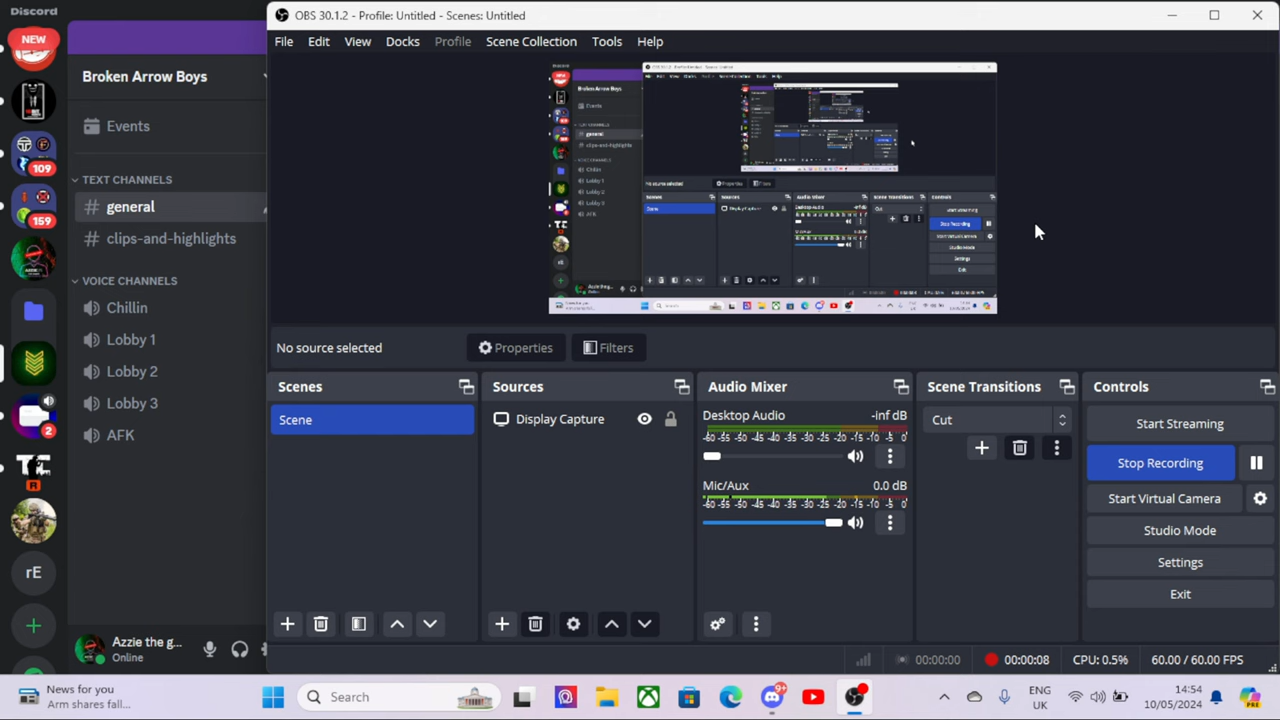 Discord
NEW
109
159
2
rE
Broken Arrow Boys
Events
general
VOICE CHANNELS
Chillin
Lobby 1
Lobby 2
Lobby 3
AFK
Azzie the g...
Online
OBS 30.1.2 - Profile: Untitled - Scenes: Untitled
File Edit View Docks Profile Scene Collection Tools Help
No source selected Properties Filters
Scenes
Scene
Sources
Display Capture
Audio Mixer
Desktop Audio -inf dB
-60 -55 -50 -45 -40 -35 -30 -25 -20 -15 -10 -5 0
Mic/Aux 0.0 dB
-60 -55 -50 -45 -40 -35 -30 -25 -20 -15 -10 -5 0
Scene Transitions
Cut
Controls
Start Streaming
Stop Recording
Start Virtual Camera
Studio Mode
Settings
Exit
00:00:00 00:00:08 CPU: 0.5% 60.00 / 60.00 FPS
News for you
Arm shares fall...
Search
9+
ENG
UK
14:54
10/05/2024
PRE